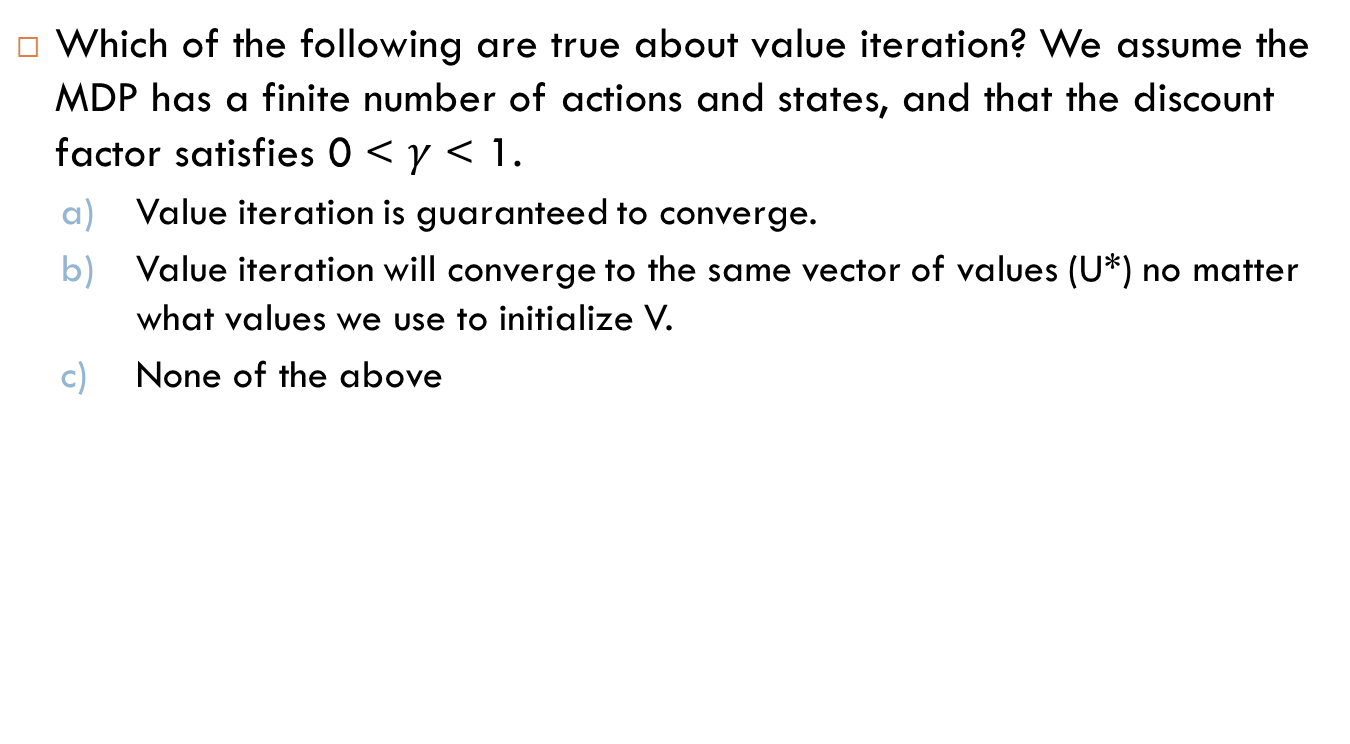 Which of the following are true about value iteration? We assume the
MDP has a finite number of actions and states, and that the discount
factor satisfies 0 < γ < 1.
a) Value iteration is guaranteed to converge.
b) Value iteration will converge to the same vector of values (U*) no matter
what values we use to initialize V.
c) None of the above